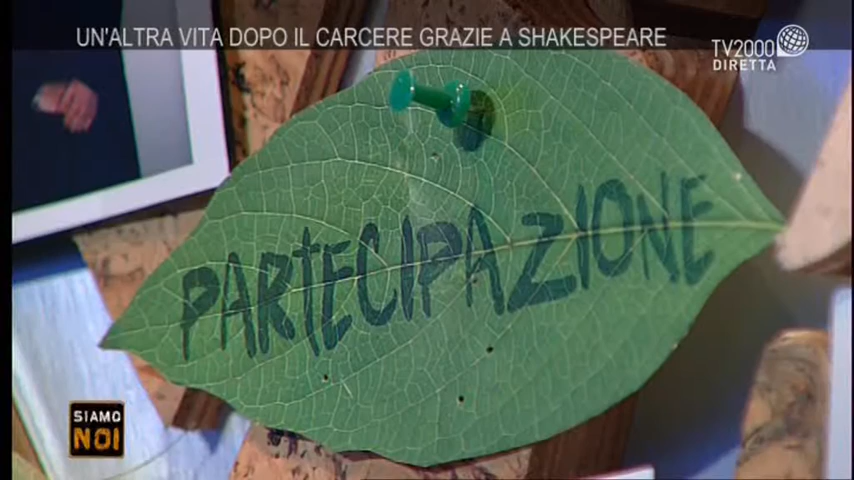 UN'ALTRA VITA DOPO IL CARCERE GRAZIE A SHAKESPEARE
TV2000
DIRETTA
PARTECIPAZIONE
SIAMO
NOI